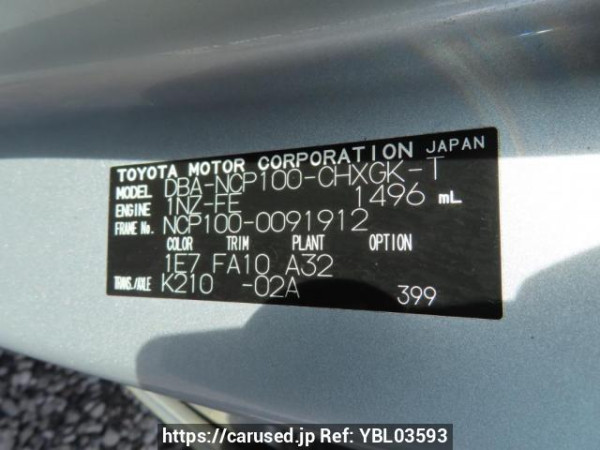 TOYOTA MOTOR CORPORATION JAPAN
MODEL DBA-NCP100-CHXGK-T
ENGINE 1NZ-FE 1496 mL
FRAME No. NCP100-0091912
COLOR TRIM PLANT OPTION
1E7 FA10 A32
TRANS./AXLE K210 -02A
399
https://carused.jp Ref: YBL03593